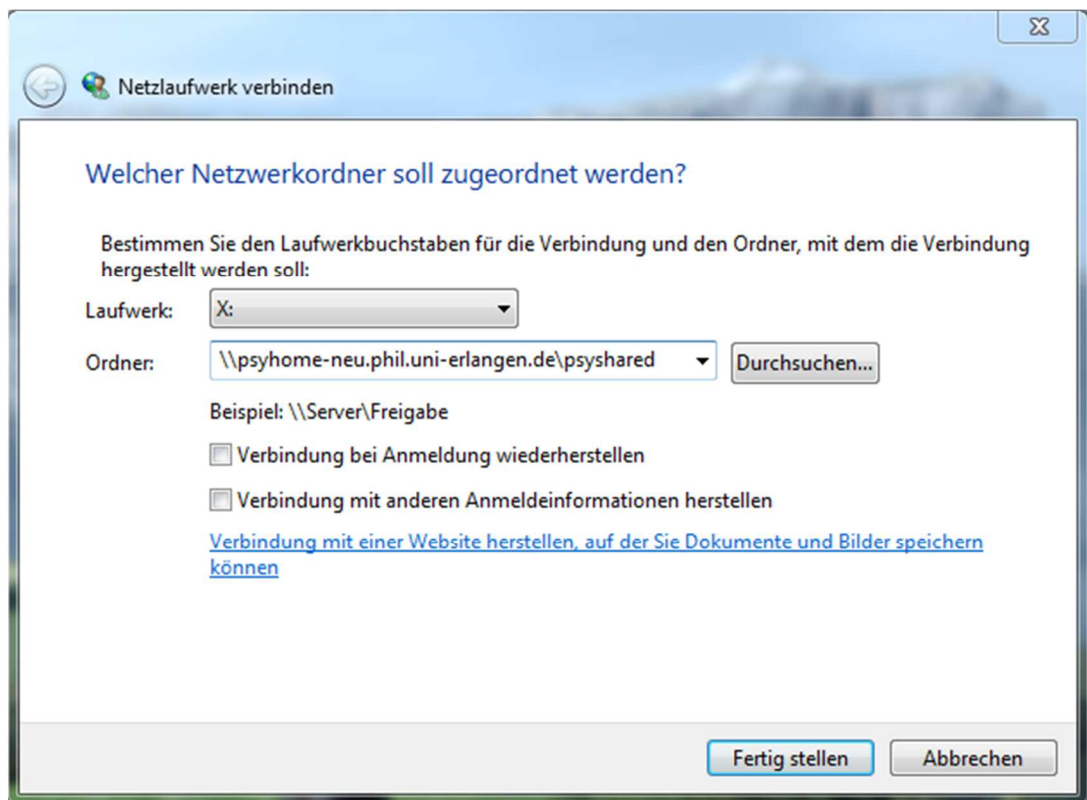 Netzlaufwerk verbinden
Welcher Netzwerkordner soll zugeordnet werden?
Bestimmen Sie den Laufwerkbuchstaben für die Verbindung und den Ordner, mit dem die Verbindung
hergestellt werden soll:
Laufwerk: X:
Ordner: \\psyhome-neu.phil.uni-erlangen.de\psyshared Durchsuchen...
Beispiel: \\Server\Freigabe
Verbindung bei Anmeldung wiederherstellen
Verbindung mit anderen Anmeldeinformationen herstellen
Verbindung mit einer Website herstellen, auf der Sie Dokumente und Bilder speichern
können
Fertig stellen Abbrechen